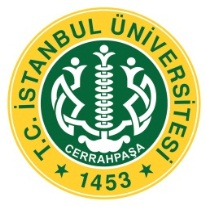 T.C. İSTANBUL ÜNİVERSİTESİ
CERRAHPAŞA
★ 1453 ★